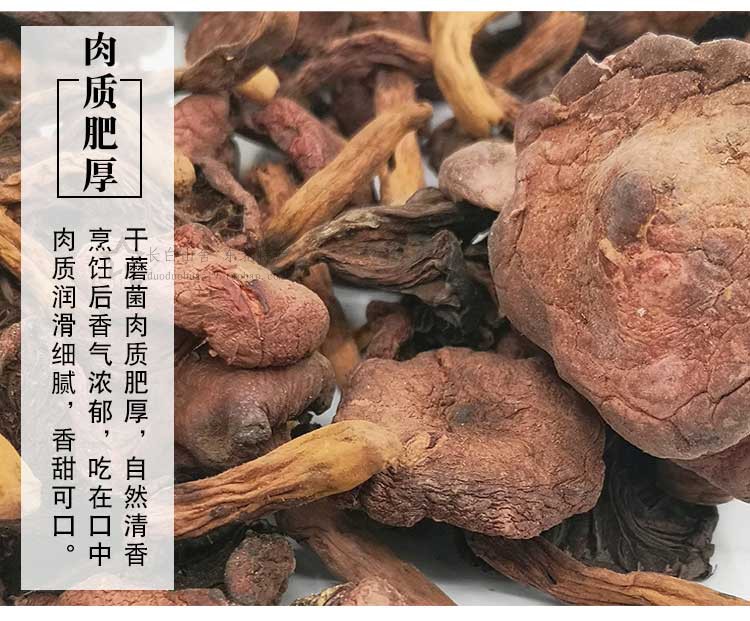 肉质肥厚
干蘑菌肉质肥厚，自然清香
烹饪后香气浓郁，吃在口中
肉质润滑细腻，香甜可口。